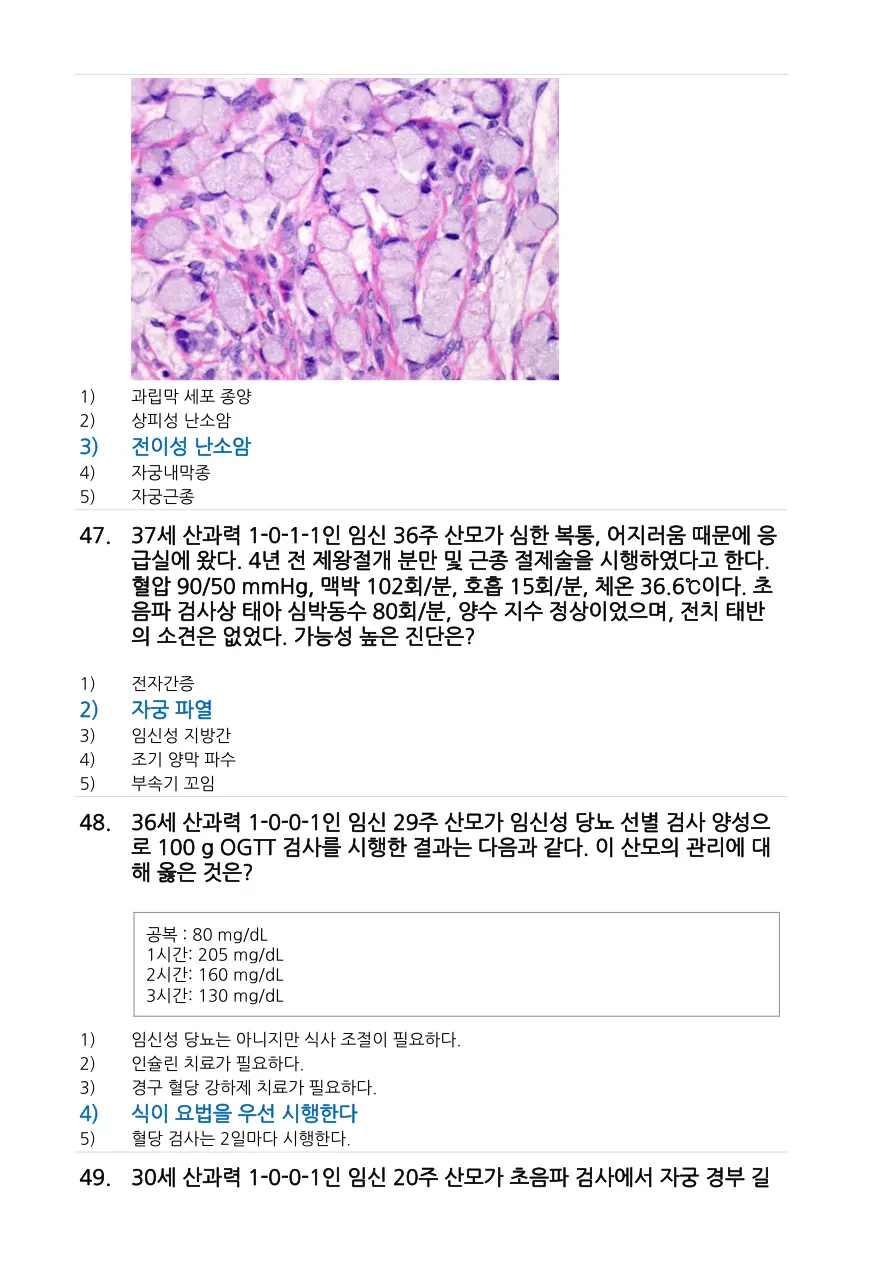 1) 과립막 세포 종양
2) 상피성 난소암
3) 전이성 난소암
4) 자궁내막종
5) 자궁근종
47. 37세 산과력 1-0-1-1인 임신 36주 산모가 심한 복통, 어지러움 때문에 응
급실에 왔다. 4년 전 제왕절개 분만 및 근종 절제술을 시행하였다고 한다.
혈압 90/50 mmHg, 맥박 102회/분, 호흡 15회/분, 체온 36.6℃이다. 초
음파 검사상 태아 심박동수 80회/분, 양수 지수 정상이었으며, 전치 태반
의 소견은 없었다. 가능성 높은 진단은?
1) 전자간증
2) 자궁 파열
3) 임신성 지방간
4) 조기 양막 파수
5) 부속기 꼬임
48. 36세 산과력 1-0-0-1인 임신 29주 산모가 임신성 당뇨 선별 검사 양성으
로 100 g OGTT 검사를 시행한 결과는 다음과 같다. 이 산모의 관리에 대
해 옳은 것은?
공복 : 80 mg/dL
1시간: 205 mg/dL
2시간: 160 mg/dL
3시간: 130 mg/dL
1) 임신성 당뇨는 아니지만 식사 조절이 필요하다.
2) 인슐린 치료가 필요하다.
3) 경구 혈당 강하제 치료가 필요하다.
4) 식이 요법을 우선 시행한다
5) 혈당 검사는 2일마다 시행한다.
49. 30세 산과력 1-0-0-1인 임신 20주 산모가 초음파 검사에서 자궁 경부 길